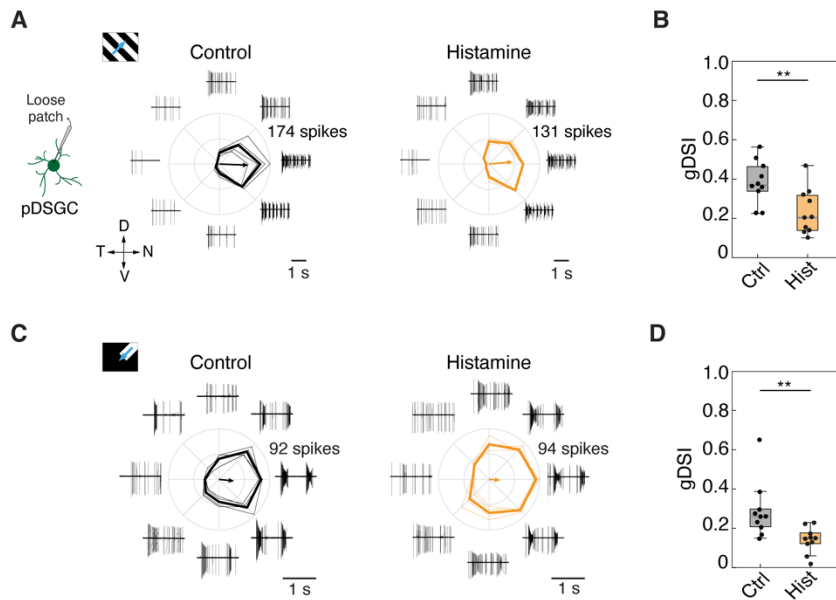 A
Control
Histamine
Loose
patch
pDSGC
174 spikes
131 spikes
D
T N
V
1 s
1 s
B
**
gDSI
1.0
0.8
0.6
0.4
0.2
0
Ctrl
Hist
C
Control
Histamine
92 spikes
94 spikes
1 s
1 s
D
**
gDSI
1.0
0.8
0.6
0.4
0.2
0
Ctrl
Hist